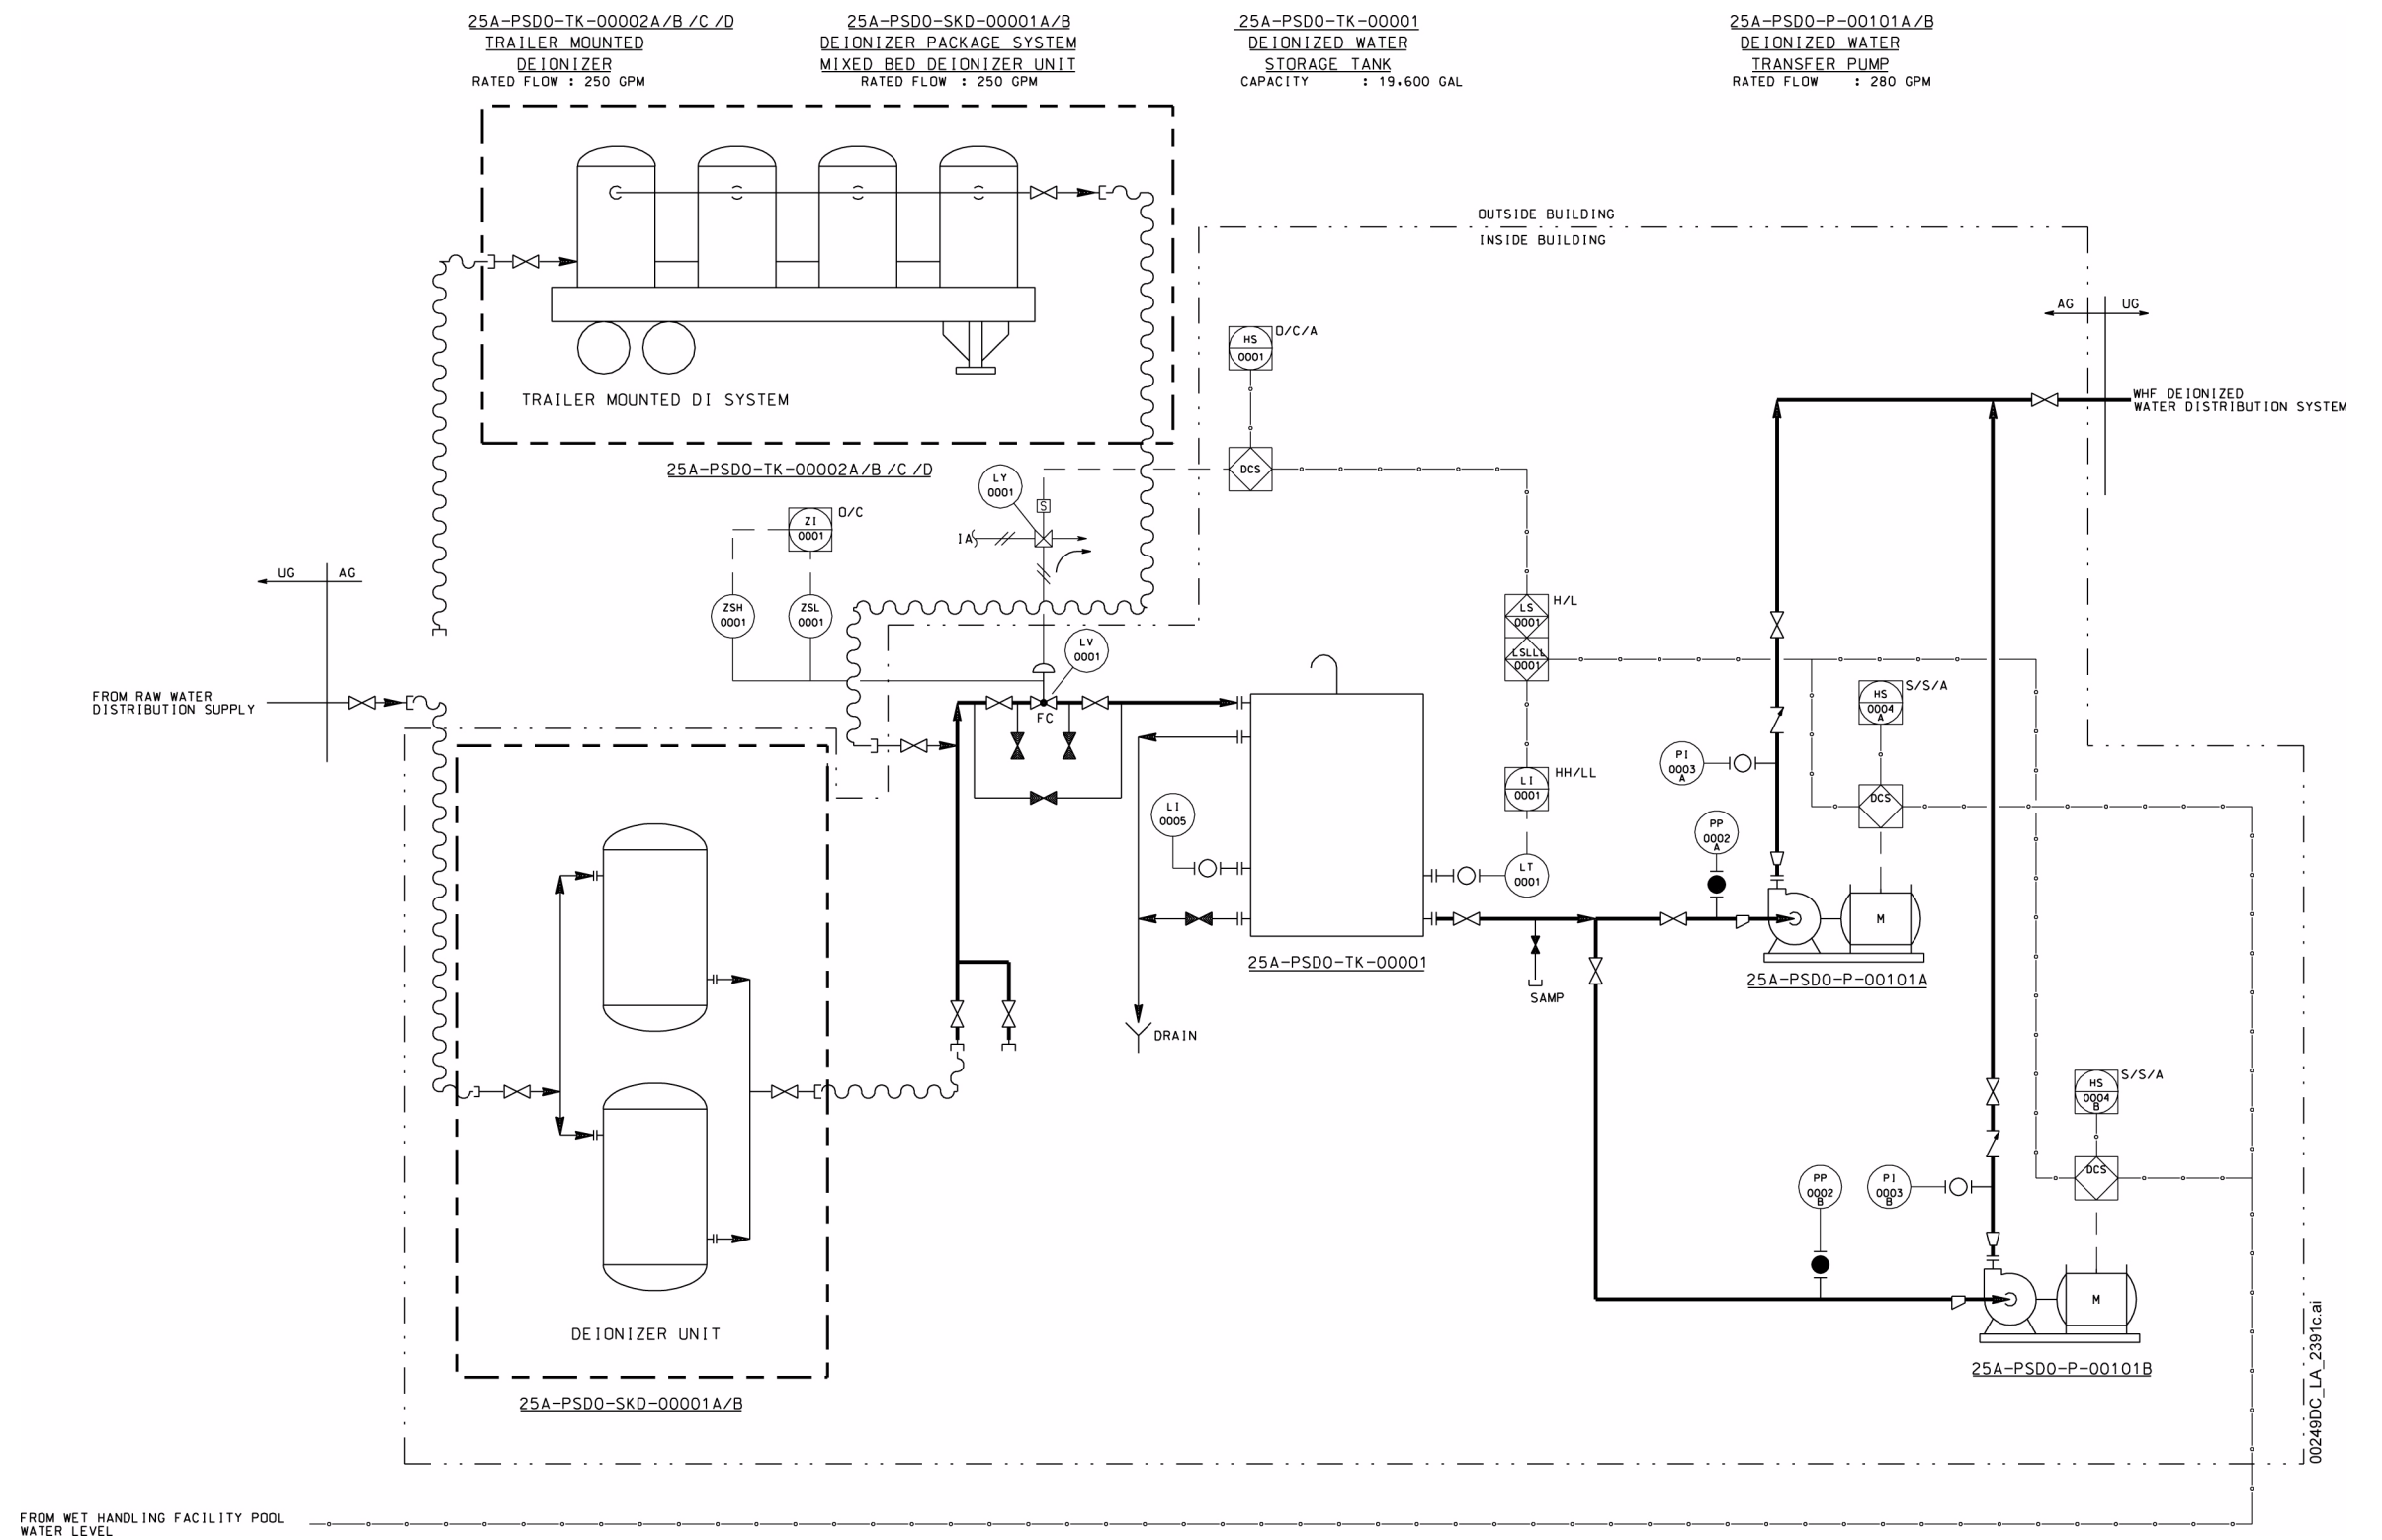 25A-PSDO-TK-00002A/B/C/D
TRAILER MOUNTED
DEIONIZER
RATED FLOW : 250 GPM
25A-PSDO-SKD-00001A/B
DEIONIZER PACKAGE SYSTEM
MIXED BED DEIONIZER UNIT
RATED FLOW : 250 GPM
25A-PSDO-TK-00001
DEIONIZED WATER
STORAGE TANK
CAPACITY : 19,600 GAL
25A-PSDO-P-00101A/B
DEIONIZED WATER
TRANSFER PUMP
RATED FLOW : 280 GPM
OUTSIDE BUILDING
INSIDE BUILDING
AG
UG
HS
0001
O/C/A
TRAILER MOUNTED DI SYSTEM
WHF DEIONIZED
WATER DISTRIBUTION SYSTEM
25A-PSDO-TK-00002A/B/C/D
DCS
LY
0001
S
IA
ZI
0001
O/C
UG
AG
ZSH
0001
ZSL
0001
LS
0001
H/L
LSLLL
0001
LV
0001
FC
FROM RAW WATER
DISTRIBUTION SUPPLY
HS
0004
A
S/S/A
PI
0003
A
LI
0001
HH/LL
DCS
LI
0005
PP
0002
A
LT
0001
M
25A-PSDO-TK-00001
25A-PSDO-P-00101A
SAMP
DRAIN
HS
0004
B
S/S/A
DCS
PP
0002
B
PI
0003
B
M
DEIONIZER UNIT
25A-PSDO-P-00101B
25A-PSDO-SKD-00001A/B
00249DC_LA_2391c.ai
FROM WET HANDLING FACILITY POOL
WATER LEVEL